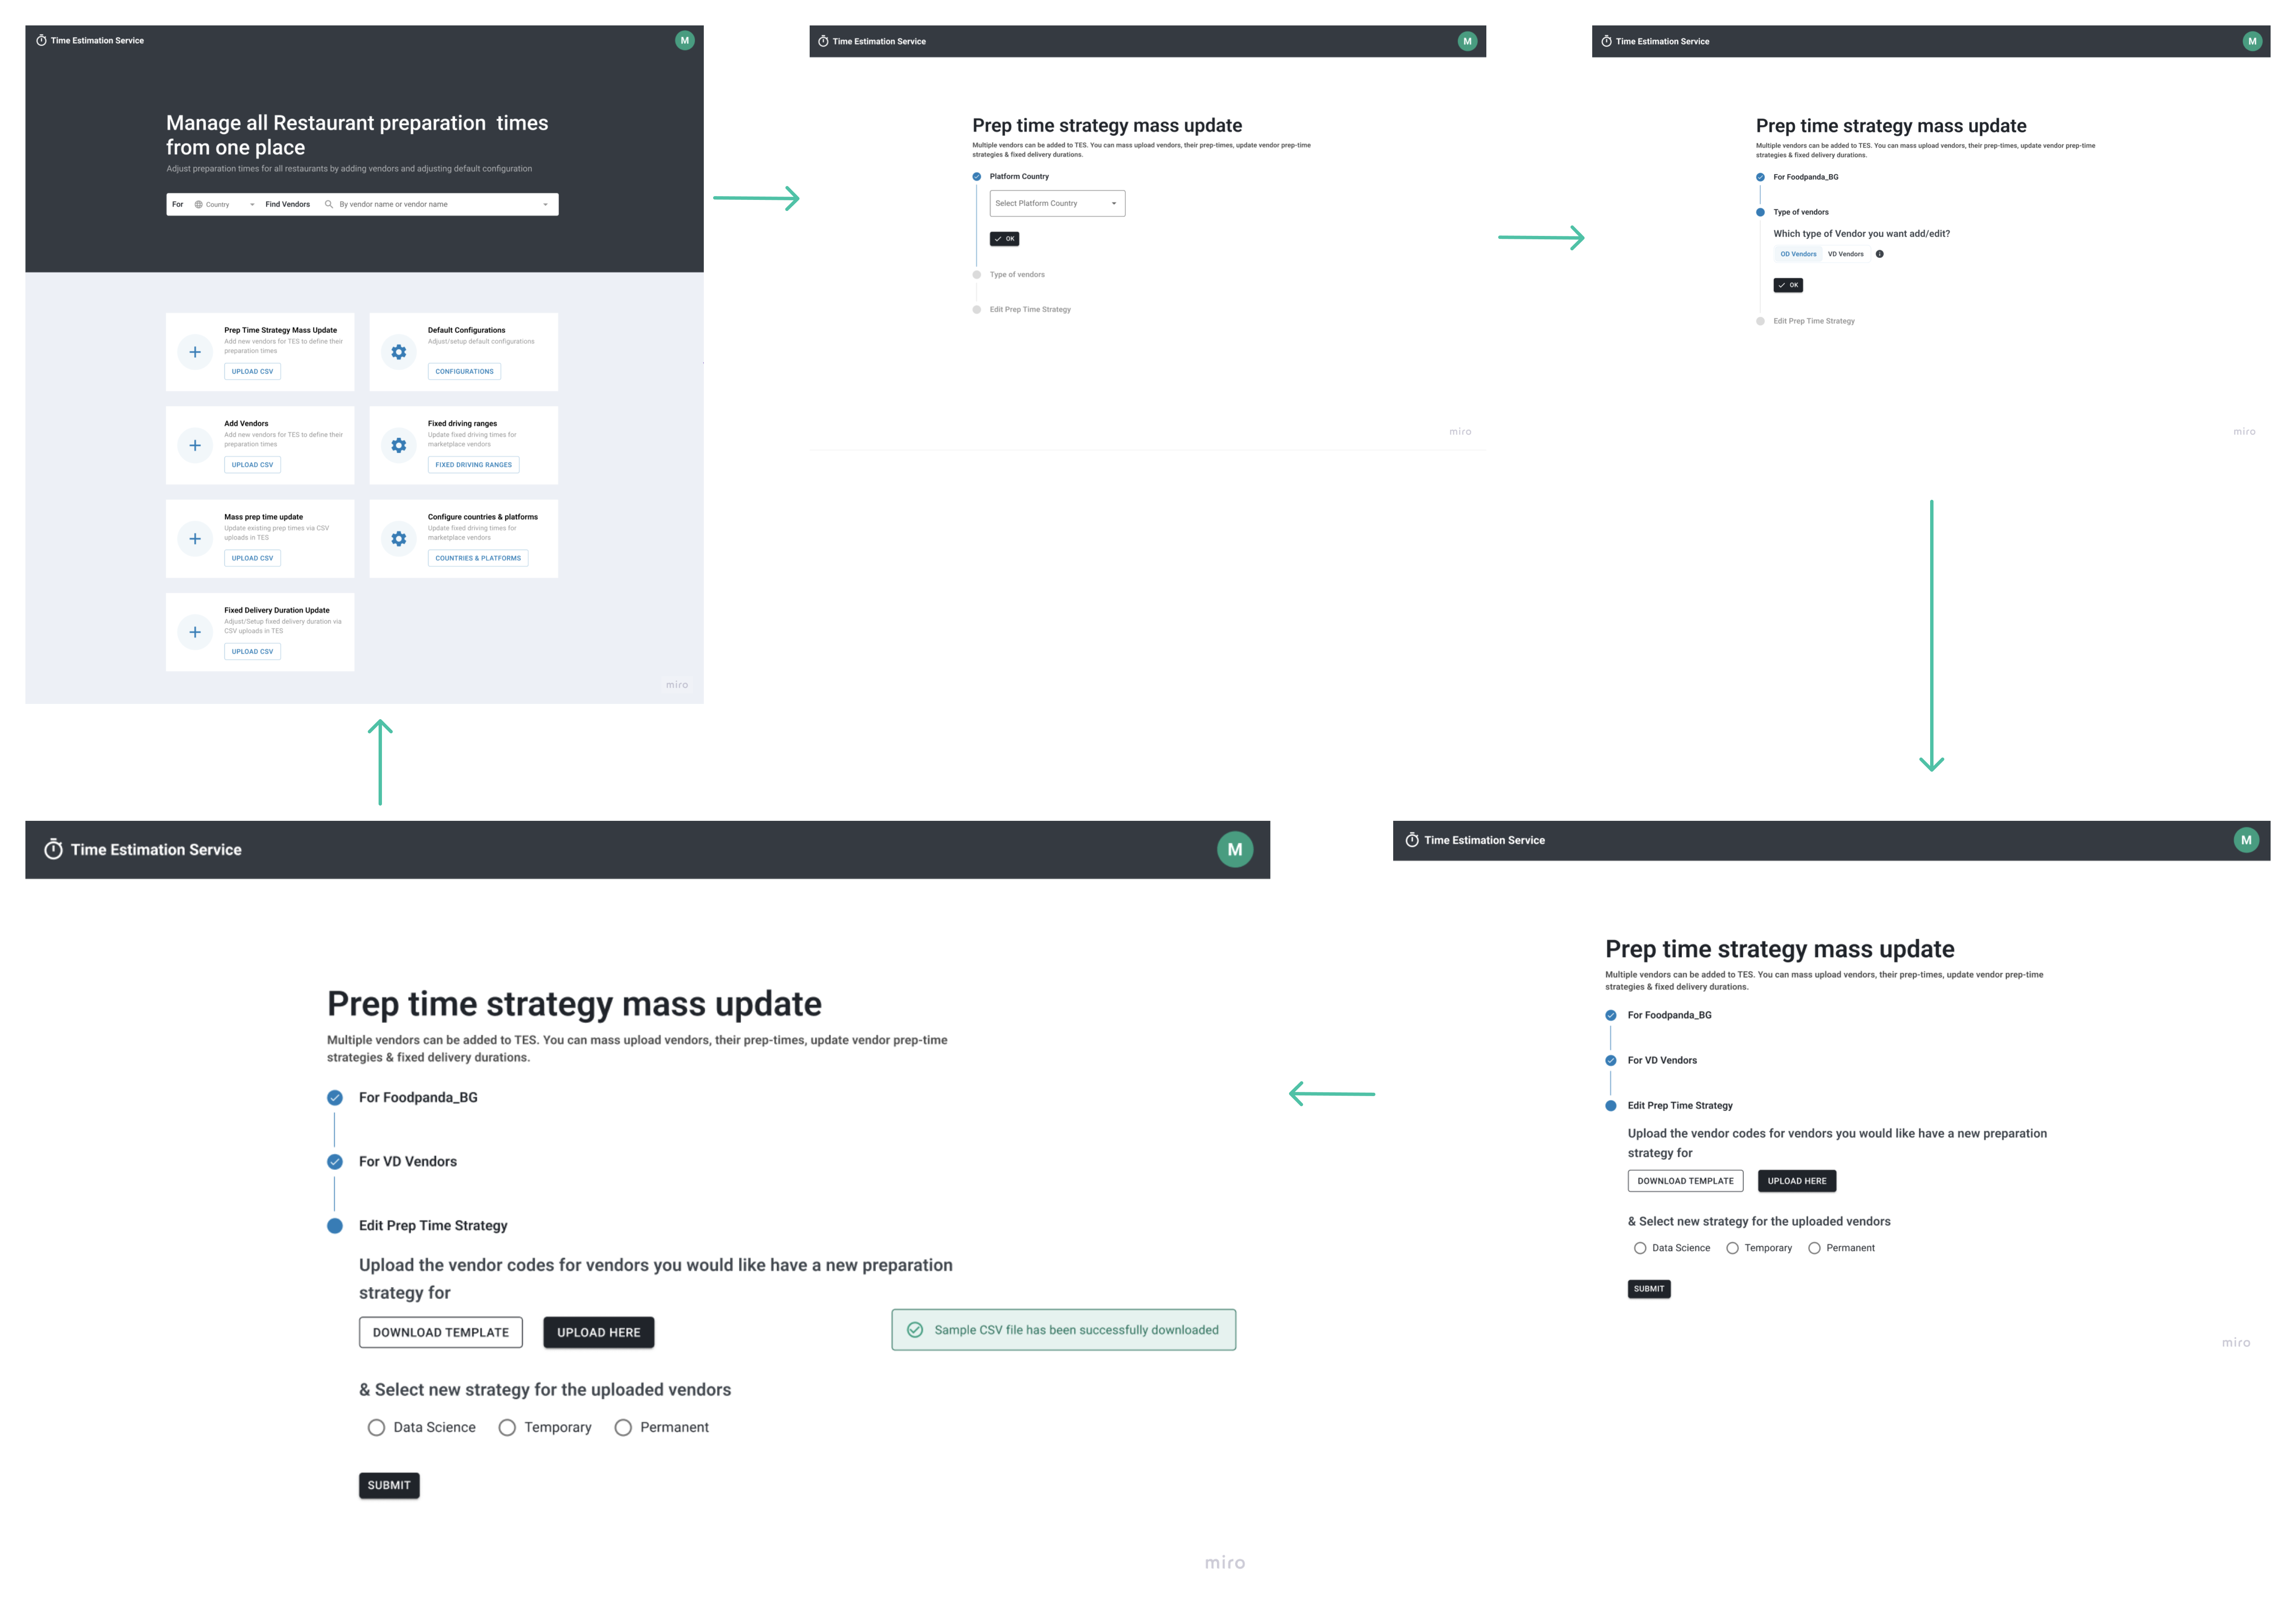 Time Estimation Service
M
Manage all Restaurant preparation times
from one place
Adjust preparation times for all restaurants by adding vendors and adjusting default configuration
For Country Find Vendors By vendor name or vendor name
Prep Time Strategy Mass Update
Add new vendors for TES to define their
preparation times
UPLOAD CSV
Default Configurations
Adjust/setup default configurations
CONFIGURATIONS
Add Vendors
Add new vendors for TES to define their
preparation times
UPLOAD CSV
Fixed driving ranges
Update fixed driving times for
marketplace vendors
FIXED DRIVING RANGES
Mass prep time update
Update existing prep times via CSV
uploads in TES
UPLOAD CSV
Configure countries & platforms
Update fixed driving times for
marketplace vendors
COUNTRIES & PLATFORMS
Fixed Delivery Duration Update
Adjust/Setup fixed delivery duration via
CSV uploads in TES
UPLOAD CSV
miro
Time Estimation Service
M
Prep time strategy mass update
Multiple vendors can be added to TES. You can mass upload vendors, their prep-times, update vendor prep-time
strategies & fixed delivery durations.
Platform Country
Select Platform Country
OK
Type of vendors
Edit Prep Time Strategy
miro
Time Estimation Service
M
Prep time strategy mass update
Multiple vendors can be added to TES. You can mass upload vendors, their prep-times, update vendor prep-time
strategies & fixed delivery durations.
For Foodpanda_BG
Type of vendors
Which type of Vendor you want add/edit?
OD Vendors VD Vendors
OK
Edit Prep Time Strategy
miro
Time Estimation Service
M
Prep time strategy mass update
Multiple vendors can be added to TES. You can mass upload vendors, their prep-times, update vendor prep-time
strategies & fixed delivery durations.
For Foodpanda_BG
For VD Vendors
Edit Prep Time Strategy
Upload the vendor codes for vendors you would like have a new preparation
strategy for
DOWNLOAD TEMPLATE UPLOAD HERE
& Select new strategy for the uploaded vendors
Data Science Temporary Permanent
SUBMIT
miro
Time Estimation Service
M
Prep time strategy mass update
Multiple vendors can be added to TES. You can mass upload vendors, their prep-times, update vendor prep-time
strategies & fixed delivery durations.
For Foodpanda_BG
For VD Vendors
Edit Prep Time Strategy
Upload the vendor codes for vendors you would like have a new preparation
strategy for
DOWNLOAD TEMPLATE UPLOAD HERE
Sample CSV file has been successfully downloaded
& Select new strategy for the uploaded vendors
Data Science Temporary Permanent
SUBMIT
miro